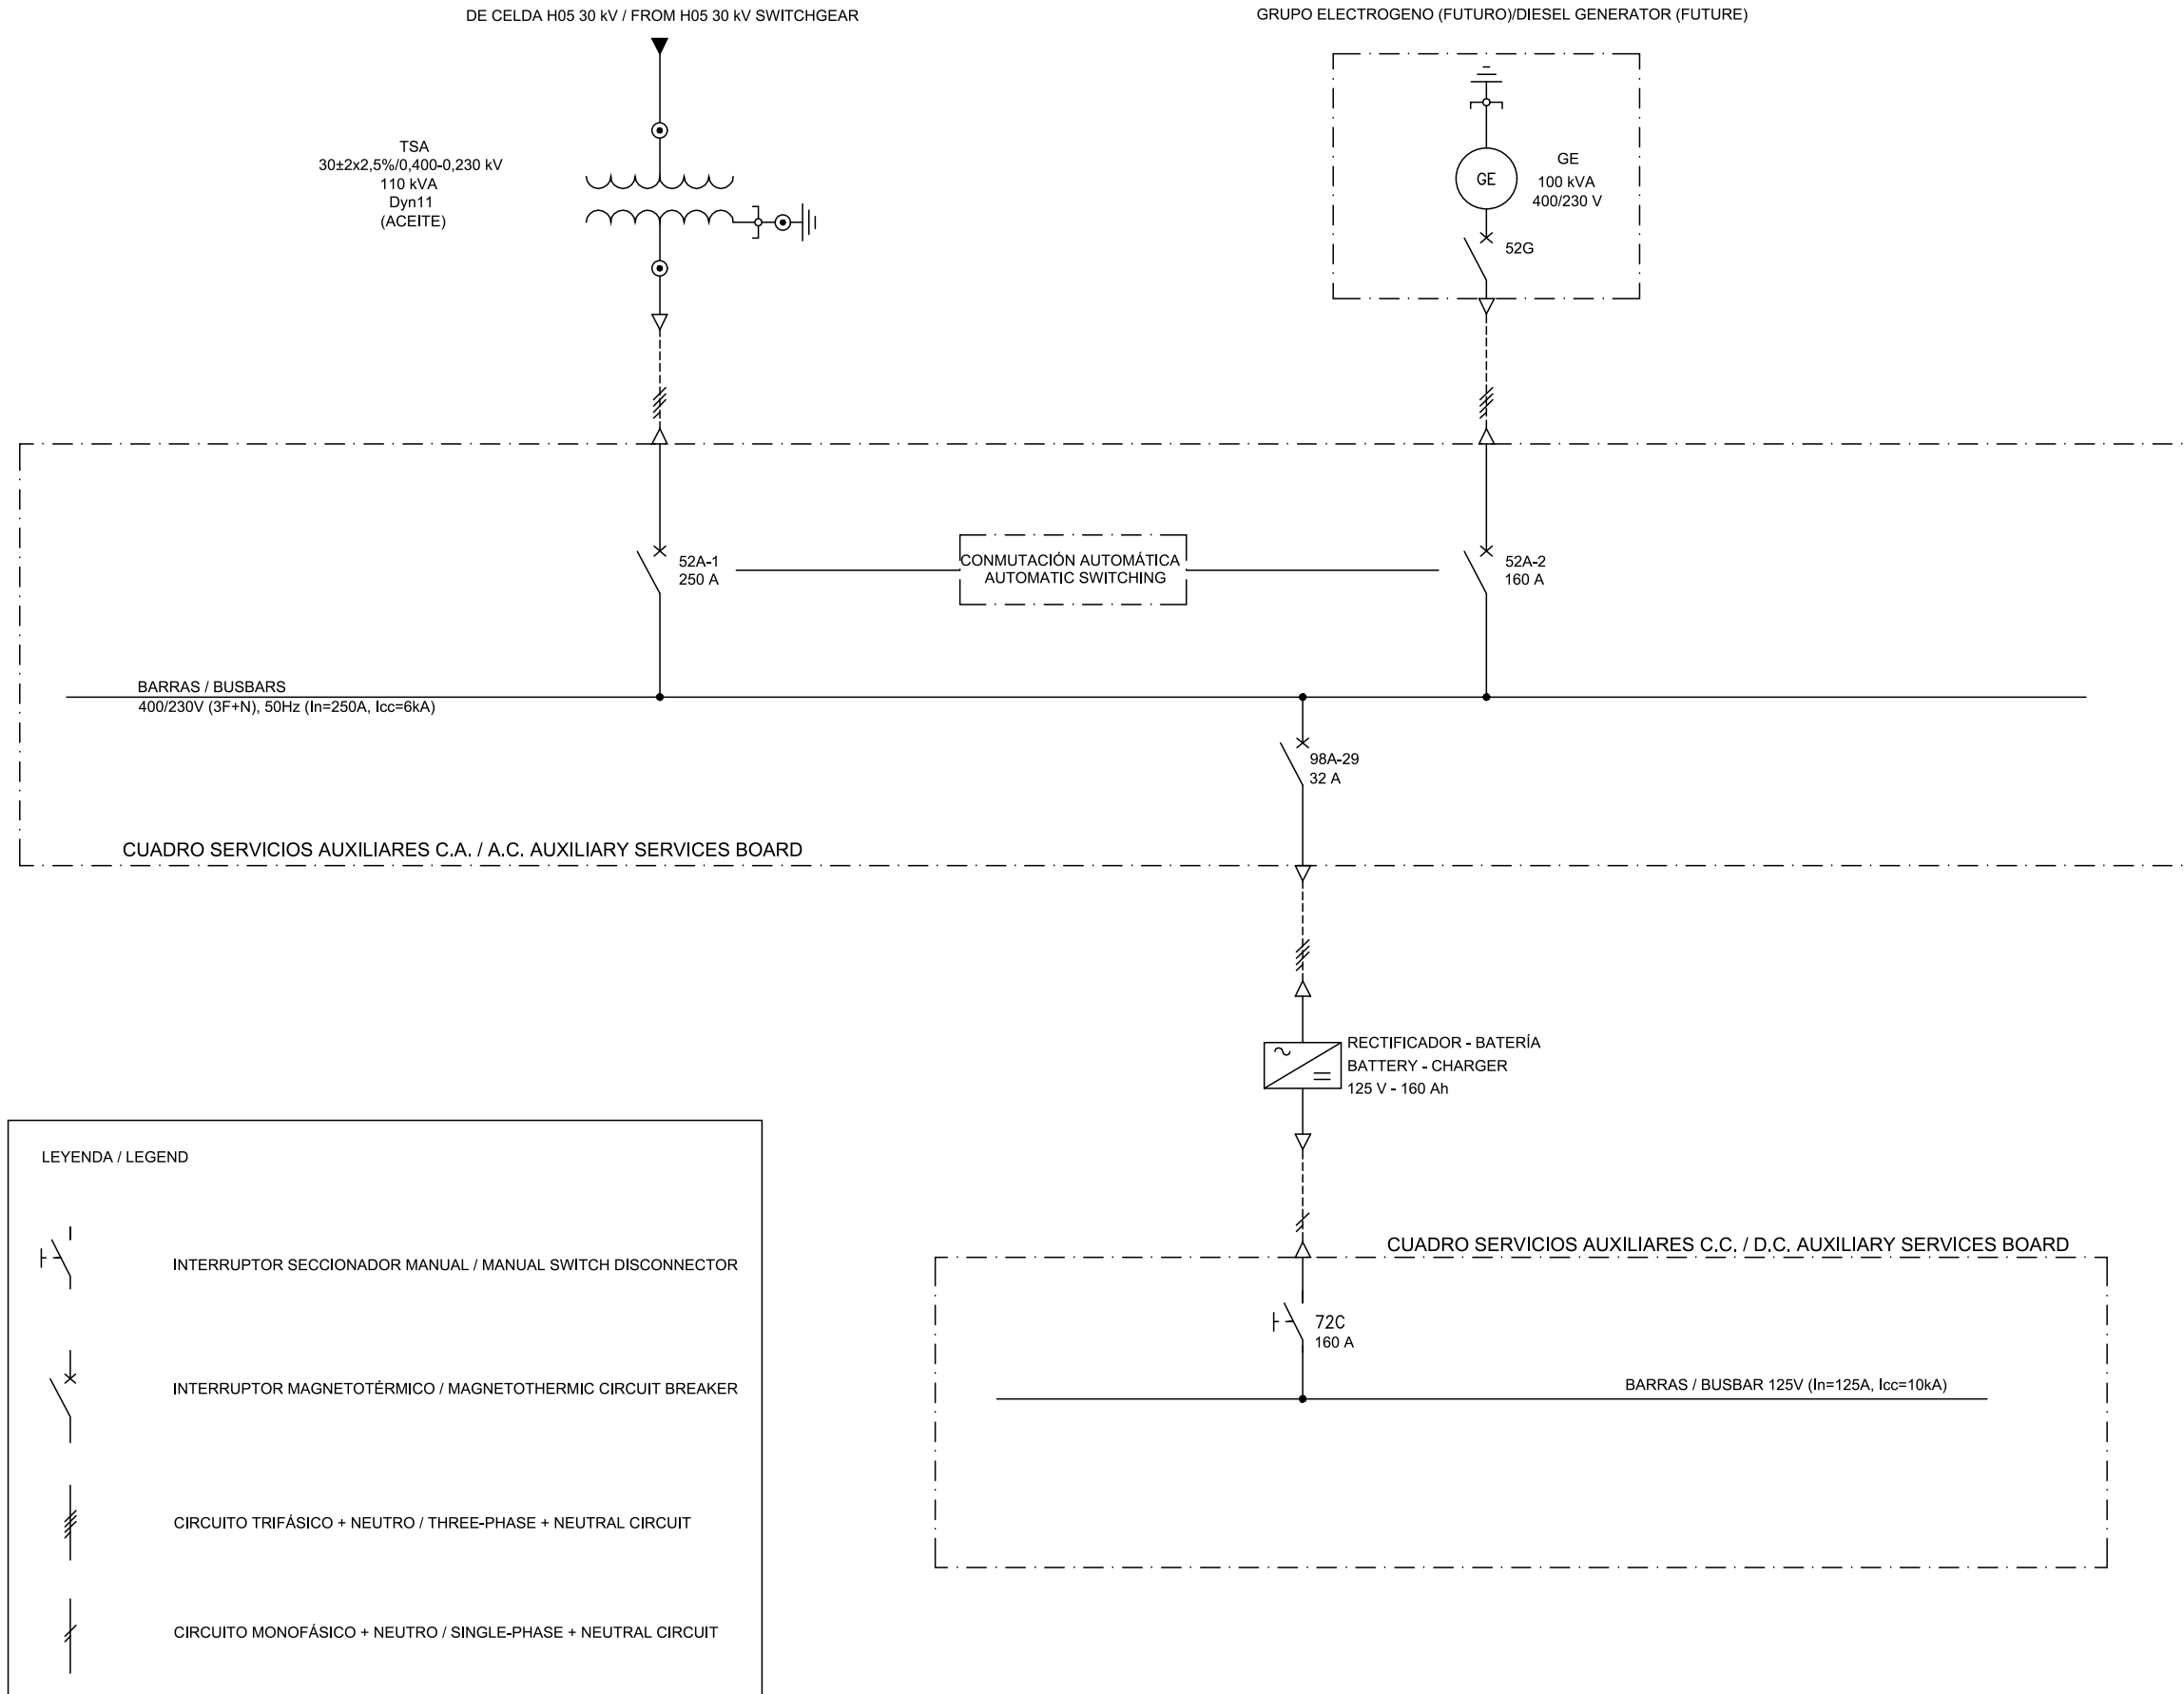 DE CELDA H05 30 kV / FROM H05 30 kV SWITCHGEAR
GRUPO ELECTROGENO (FUTURO)/DIESEL GENERATOR (FUTURE)
TSA
30±2x2,5%/0,400-0,230 kV
110 kVA
Dyn11
(ACEITE)
GE
GE
100 kVA
400/230 V
52G
52A-1
250 A
CONMUTACIÓN AUTOMÁTICA
AUTOMATIC SWITCHING
52A-2
160 A
BARRAS / BUSBARS
400/230V (3F+N), 50Hz (In=250A, Icc=6kA)
98A-29
32 A
CUADRO SERVICIOS AUXILIARES C.A. / A.C. AUXILIARY SERVICES BOARD
RECTIFICADOR - BATERÍA
BATTERY - CHARGER
125 V - 160 Ah
CUADRO SERVICIOS AUXILIARES C.C. / D.C. AUXILIARY SERVICES BOARD
72C
160 A
BARRAS / BUSBAR 125V (In=125A, Icc=10kA)
LEYENDA / LEGEND
INTERRUPTOR SECCIONADOR MANUAL / MANUAL SWITCH DISCONNECTOR
INTERRUPTOR MAGNETOTÉRMICO / MAGNETOTHERMIC CIRCUIT BREAKER
CIRCUITO TRIFÁSICO + NEUTRO / THREE-PHASE + NEUTRAL CIRCUIT
CIRCUITO MONOFÁSICO + NEUTRO / SINGLE-PHASE + NEUTRAL CIRCUIT